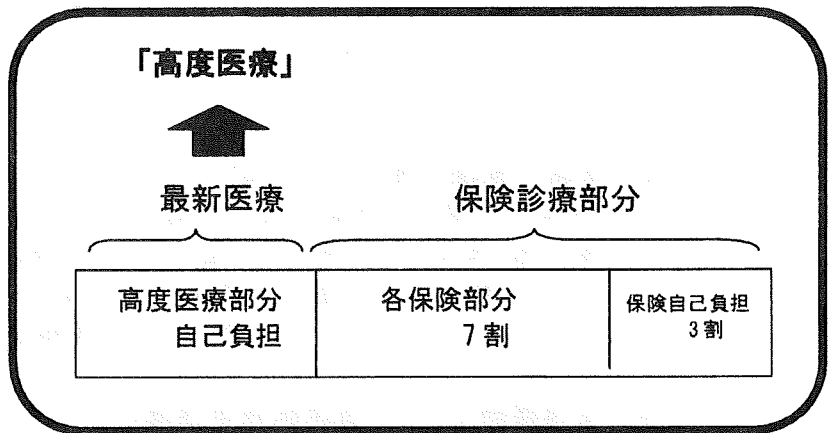 「高度医療」
最新医療
保険診療部分
高度医療部分
自己負担
各保険部分
7割
保険自己負担
3割